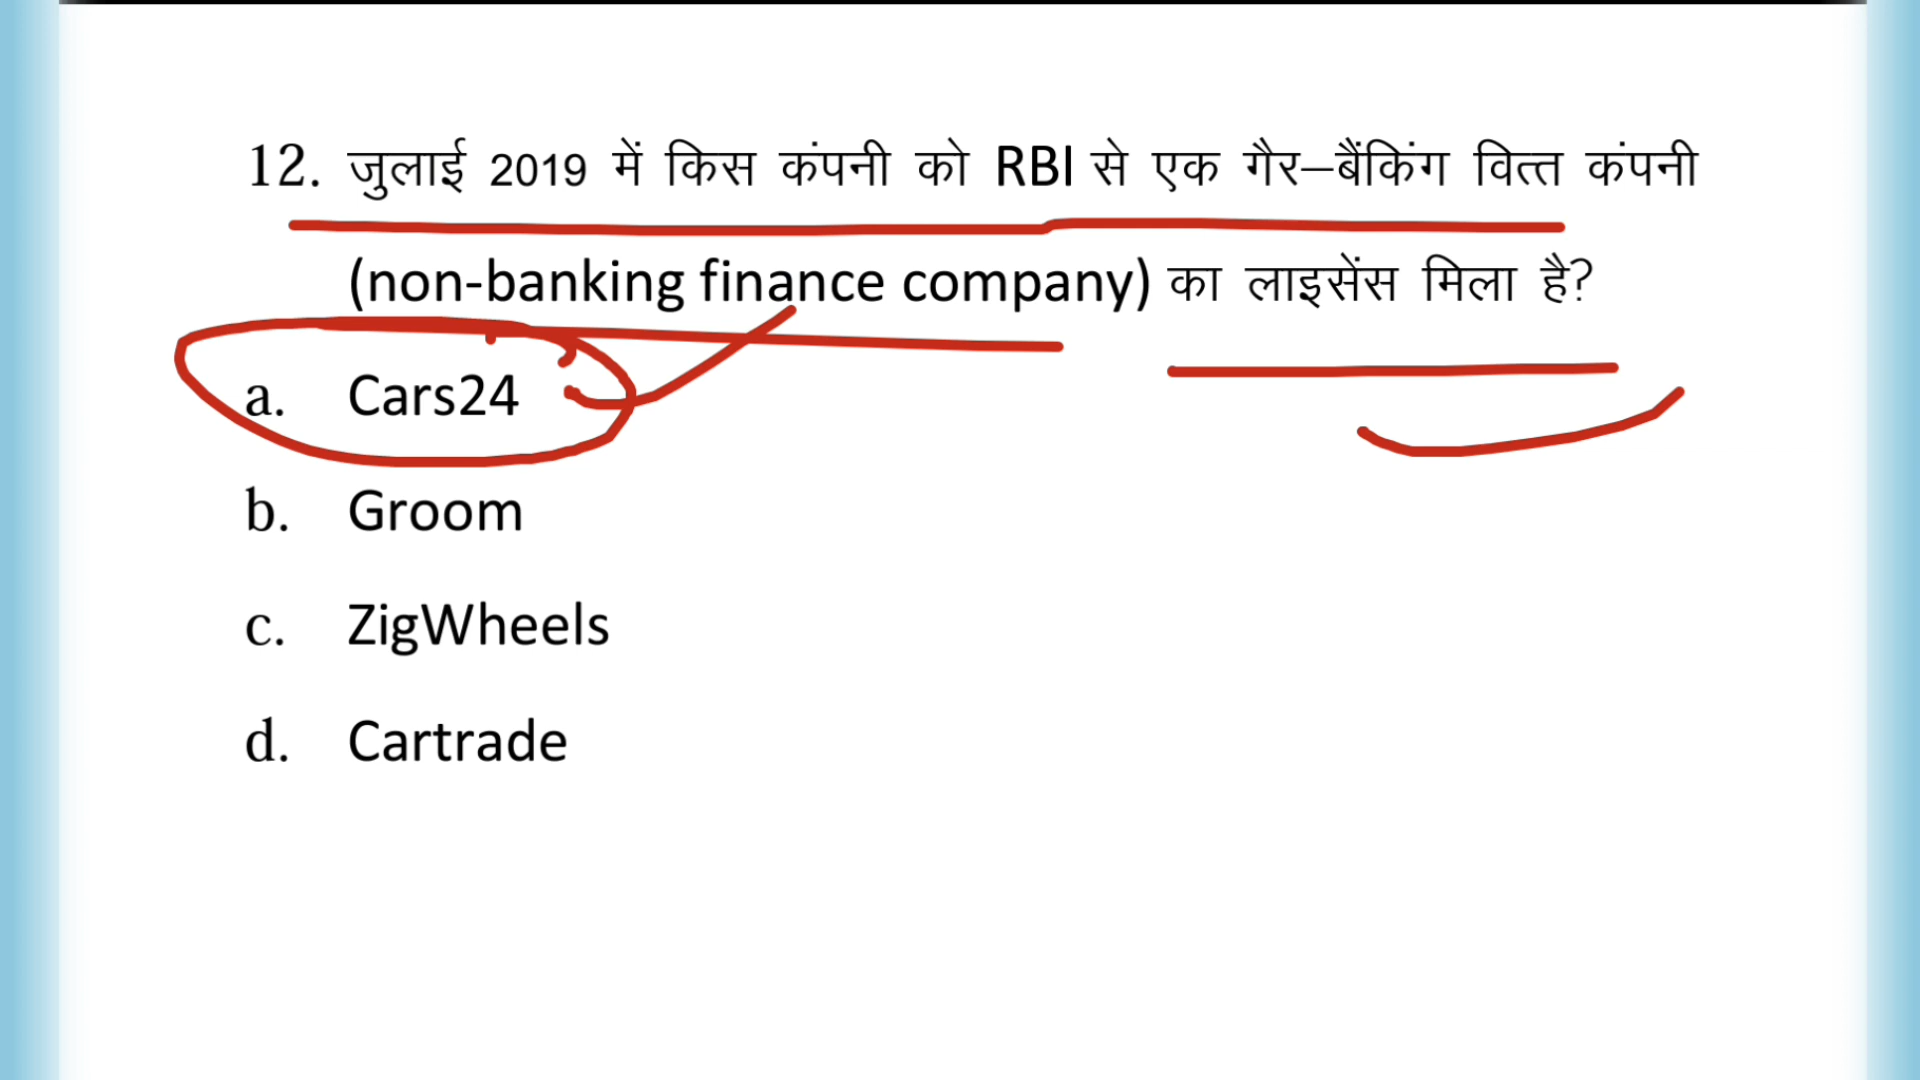 12. जुलाई 2019 में किस कंपनी को RBI से एक गैर–बैंकिंग वित्त कंपनी
(non-banking finance company) का लाइसेंस मिला है?
a. Cars24
b. Groom
c. ZigWheels
d. Cartrade